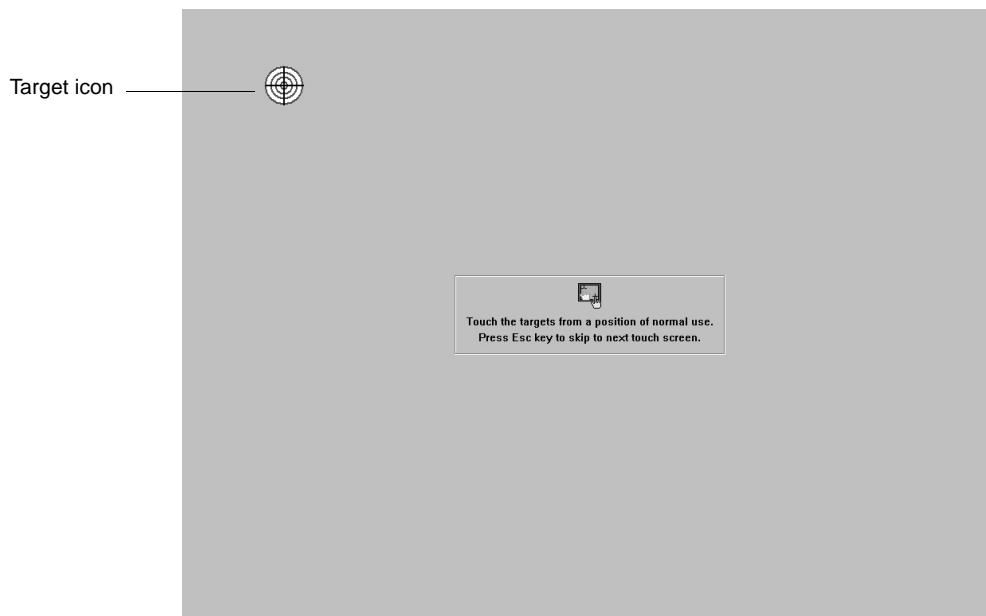 Target icon
Touch the targets from a position of normal use.
Press Esc key to skip to next touch screen.